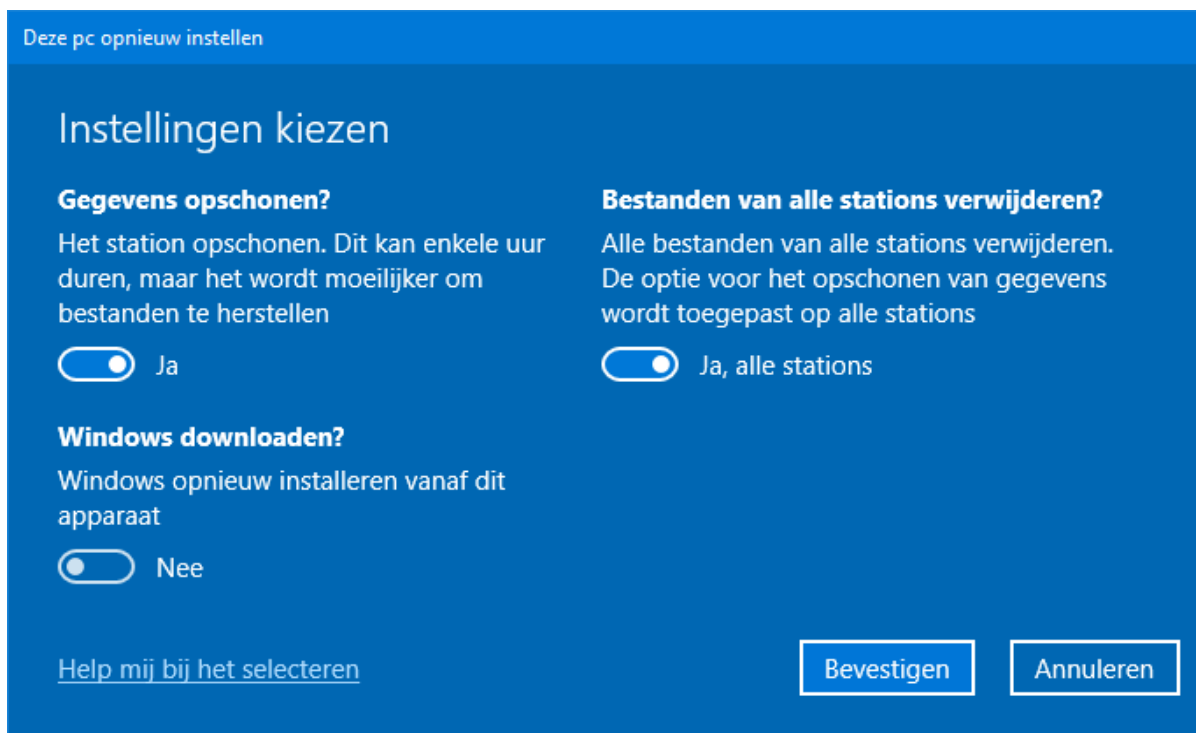 Deze pc opnieuw instellen
Instellingen kiezen
Gegevens opschonen?
Het station opschonen. Dit kan enkele uur
duren, maar het wordt moeilijker om
bestanden te herstellen
Ja
Bestanden van alle stations verwijderen?
Alle bestanden van alle stations verwijderen.
De optie voor het opschonen van gegevens
wordt toegepast op alle stations
Ja, alle stations
Windows downloaden?
Windows opnieuw installeren vanaf dit
apparaat
Nee
Help mij bij het selecteren
Bevestigen
Annuleren